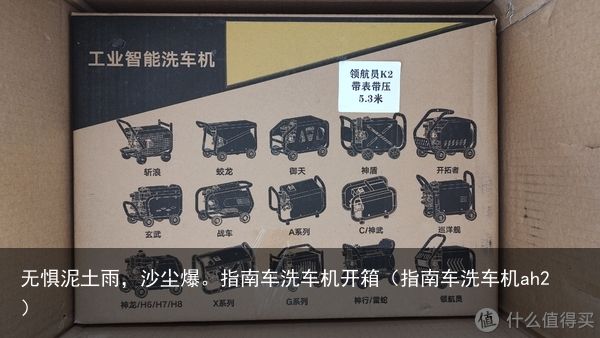 工业智能洗车机
领航员K2
带表带压
5.3米
斩浪 蛟龙 御天 神盾 开拓者
玄武 战车 A系列 C/神武 巡洋舰
神龙/H6/H7/H8 X系列 G系列 神行/雷蛇 领航员
无惧泥土雨，沙尘爆。指南车洗车机开箱（指南车洗车机ah2
）
值 什么值得买